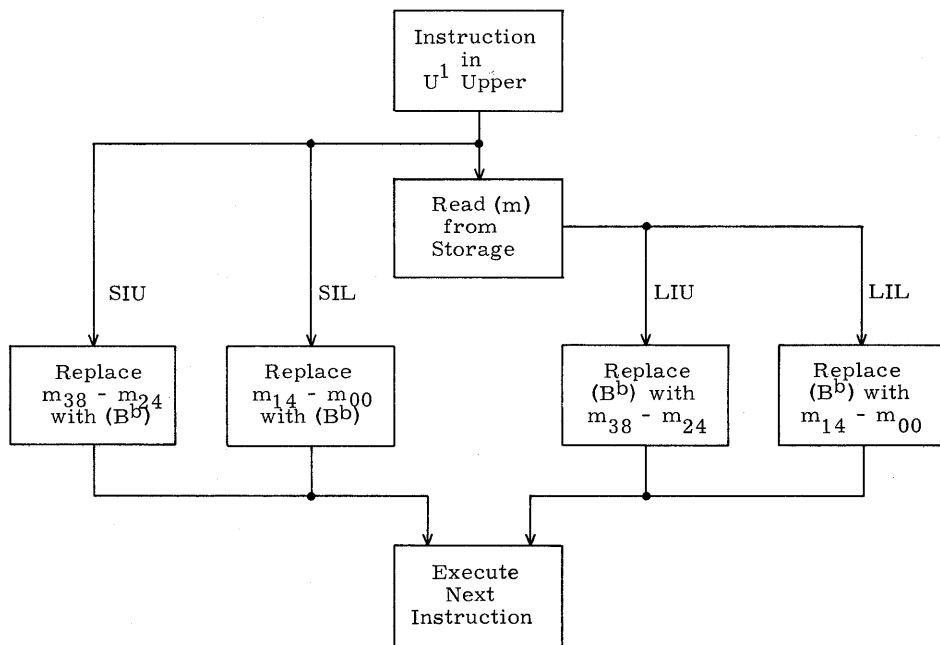 Instruction
in
U¹ Upper
Read (m)
from
Storage
SIU
SIL
LIU
LIL
Replace
m₃₈ - m₂₄
with (Bᵇ)
Replace
m₁₄ - m₀₀
with (Bᵇ)
Replace
(Bᵇ) with
m₃₈ - m₂₄
Replace
(Bᵇ) with
m₁₄ - m₀₀
Execute
Next
Instruction